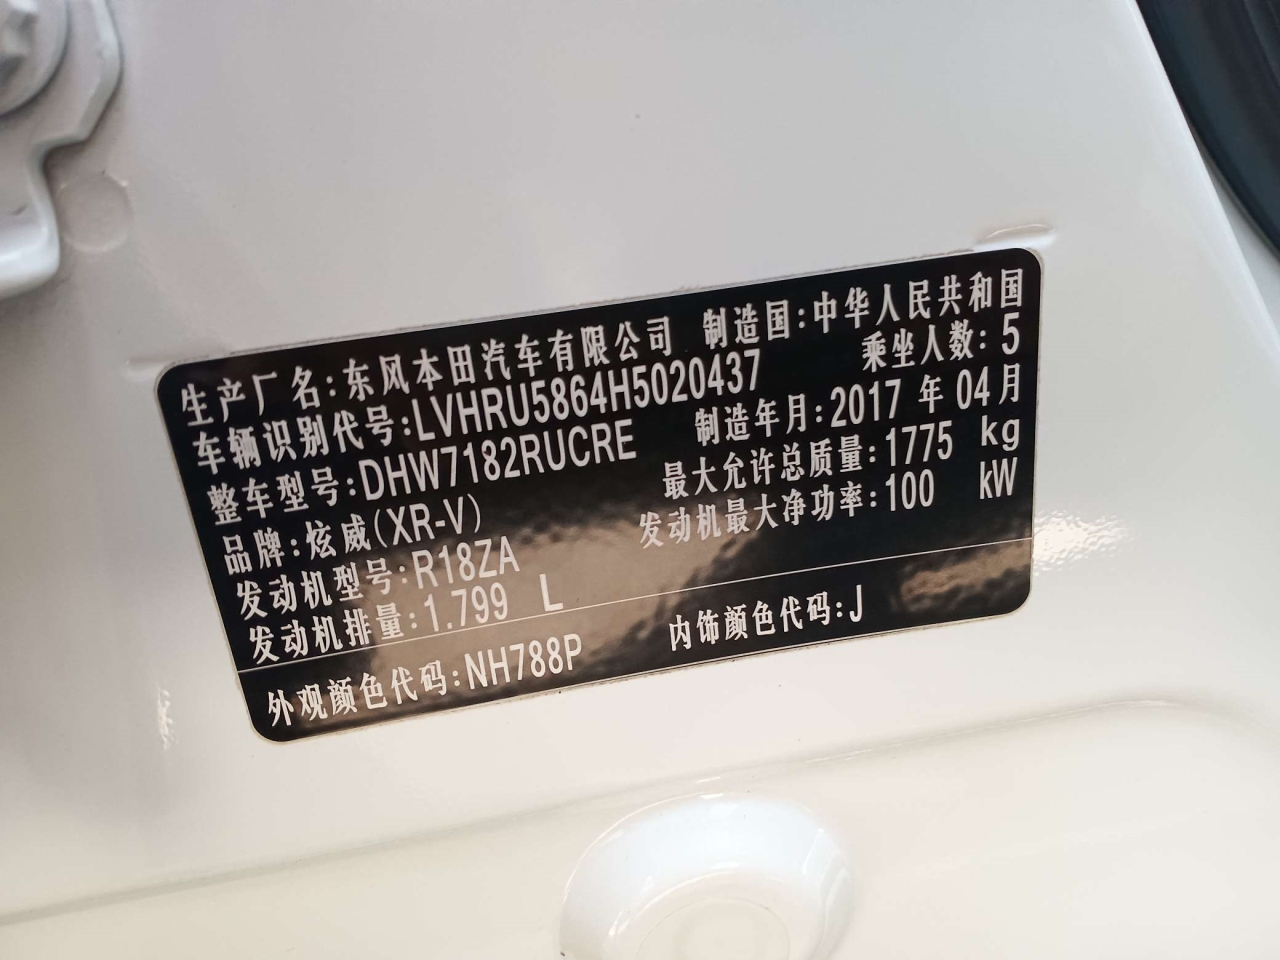 生产厂名:东风本田汽车有限公司 制造国:中华人民共和国
车辆识别代号:LVHRU5864H5020437 乘坐人数:5
整车型号:DHW7182RUCRE 制造年月:2017 年 04月
品牌:炫威(XR-V) 最大允许总质量:1775 kg
发动机型号:R18ZA 发动机最大净功率:100 kW
发动机排量:1.799 L
外观颜色代码:NH788P 内饰颜色代码:J